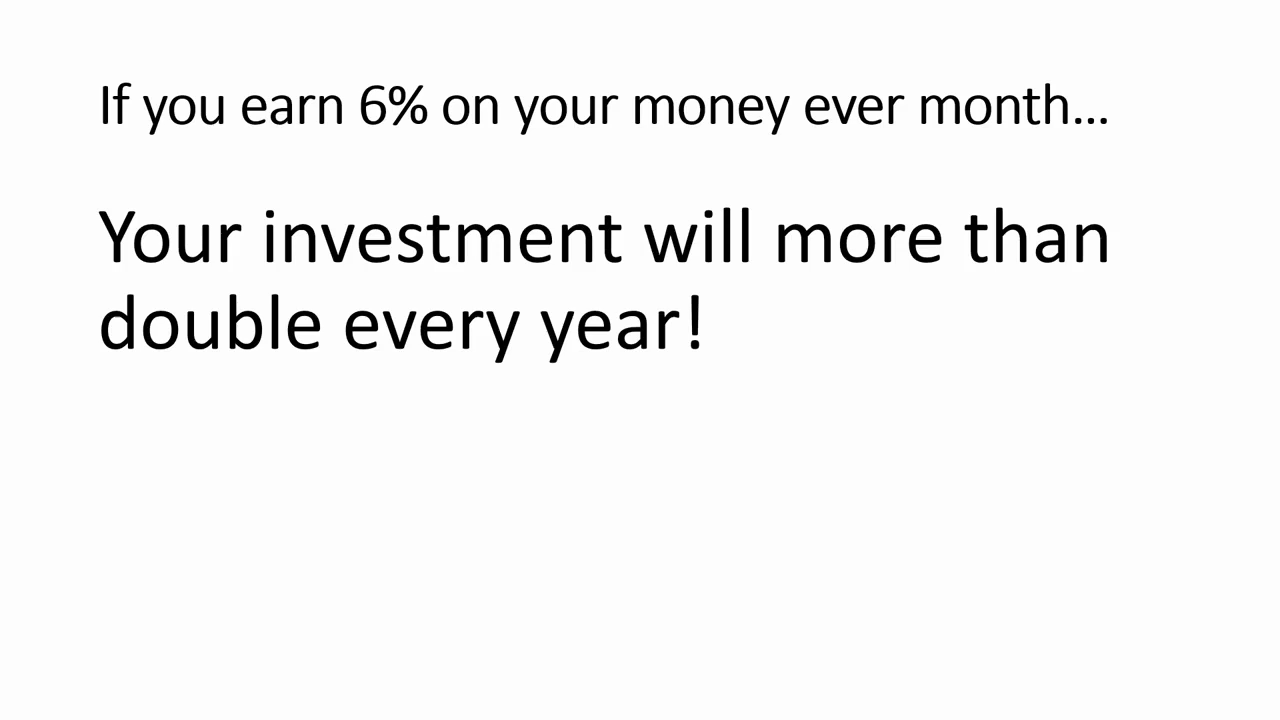 If you earn 6% on your money ever month...
Your investment will more than
double every year!